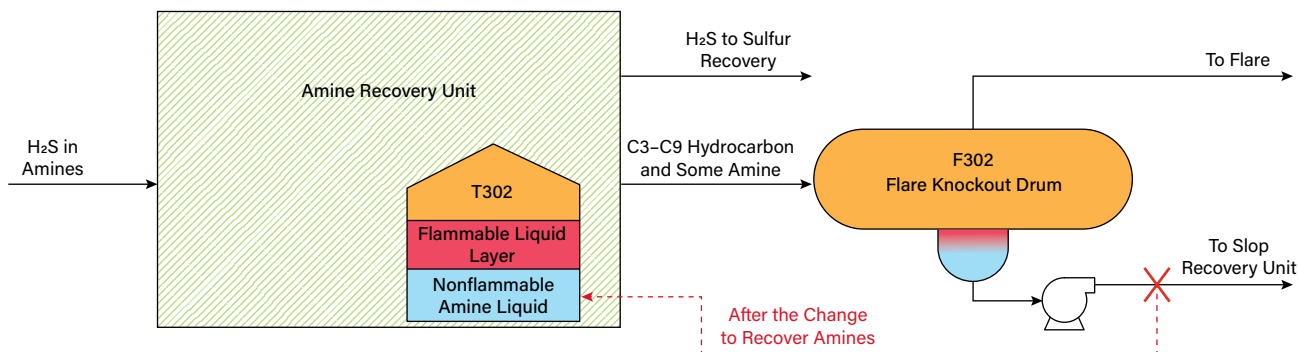 Amine Recovery Unit
H₂S in
Amines
T302
Flammable Liquid
Layer
Nonflammable
Amine Liquid
H₂S to Sulfur
Recovery
C3–C9 Hydrocarbon
and Some Amine
F302
Flare Knockout Drum
To Flare
To Slop
Recovery Unit
After the Change
to Recover Amines